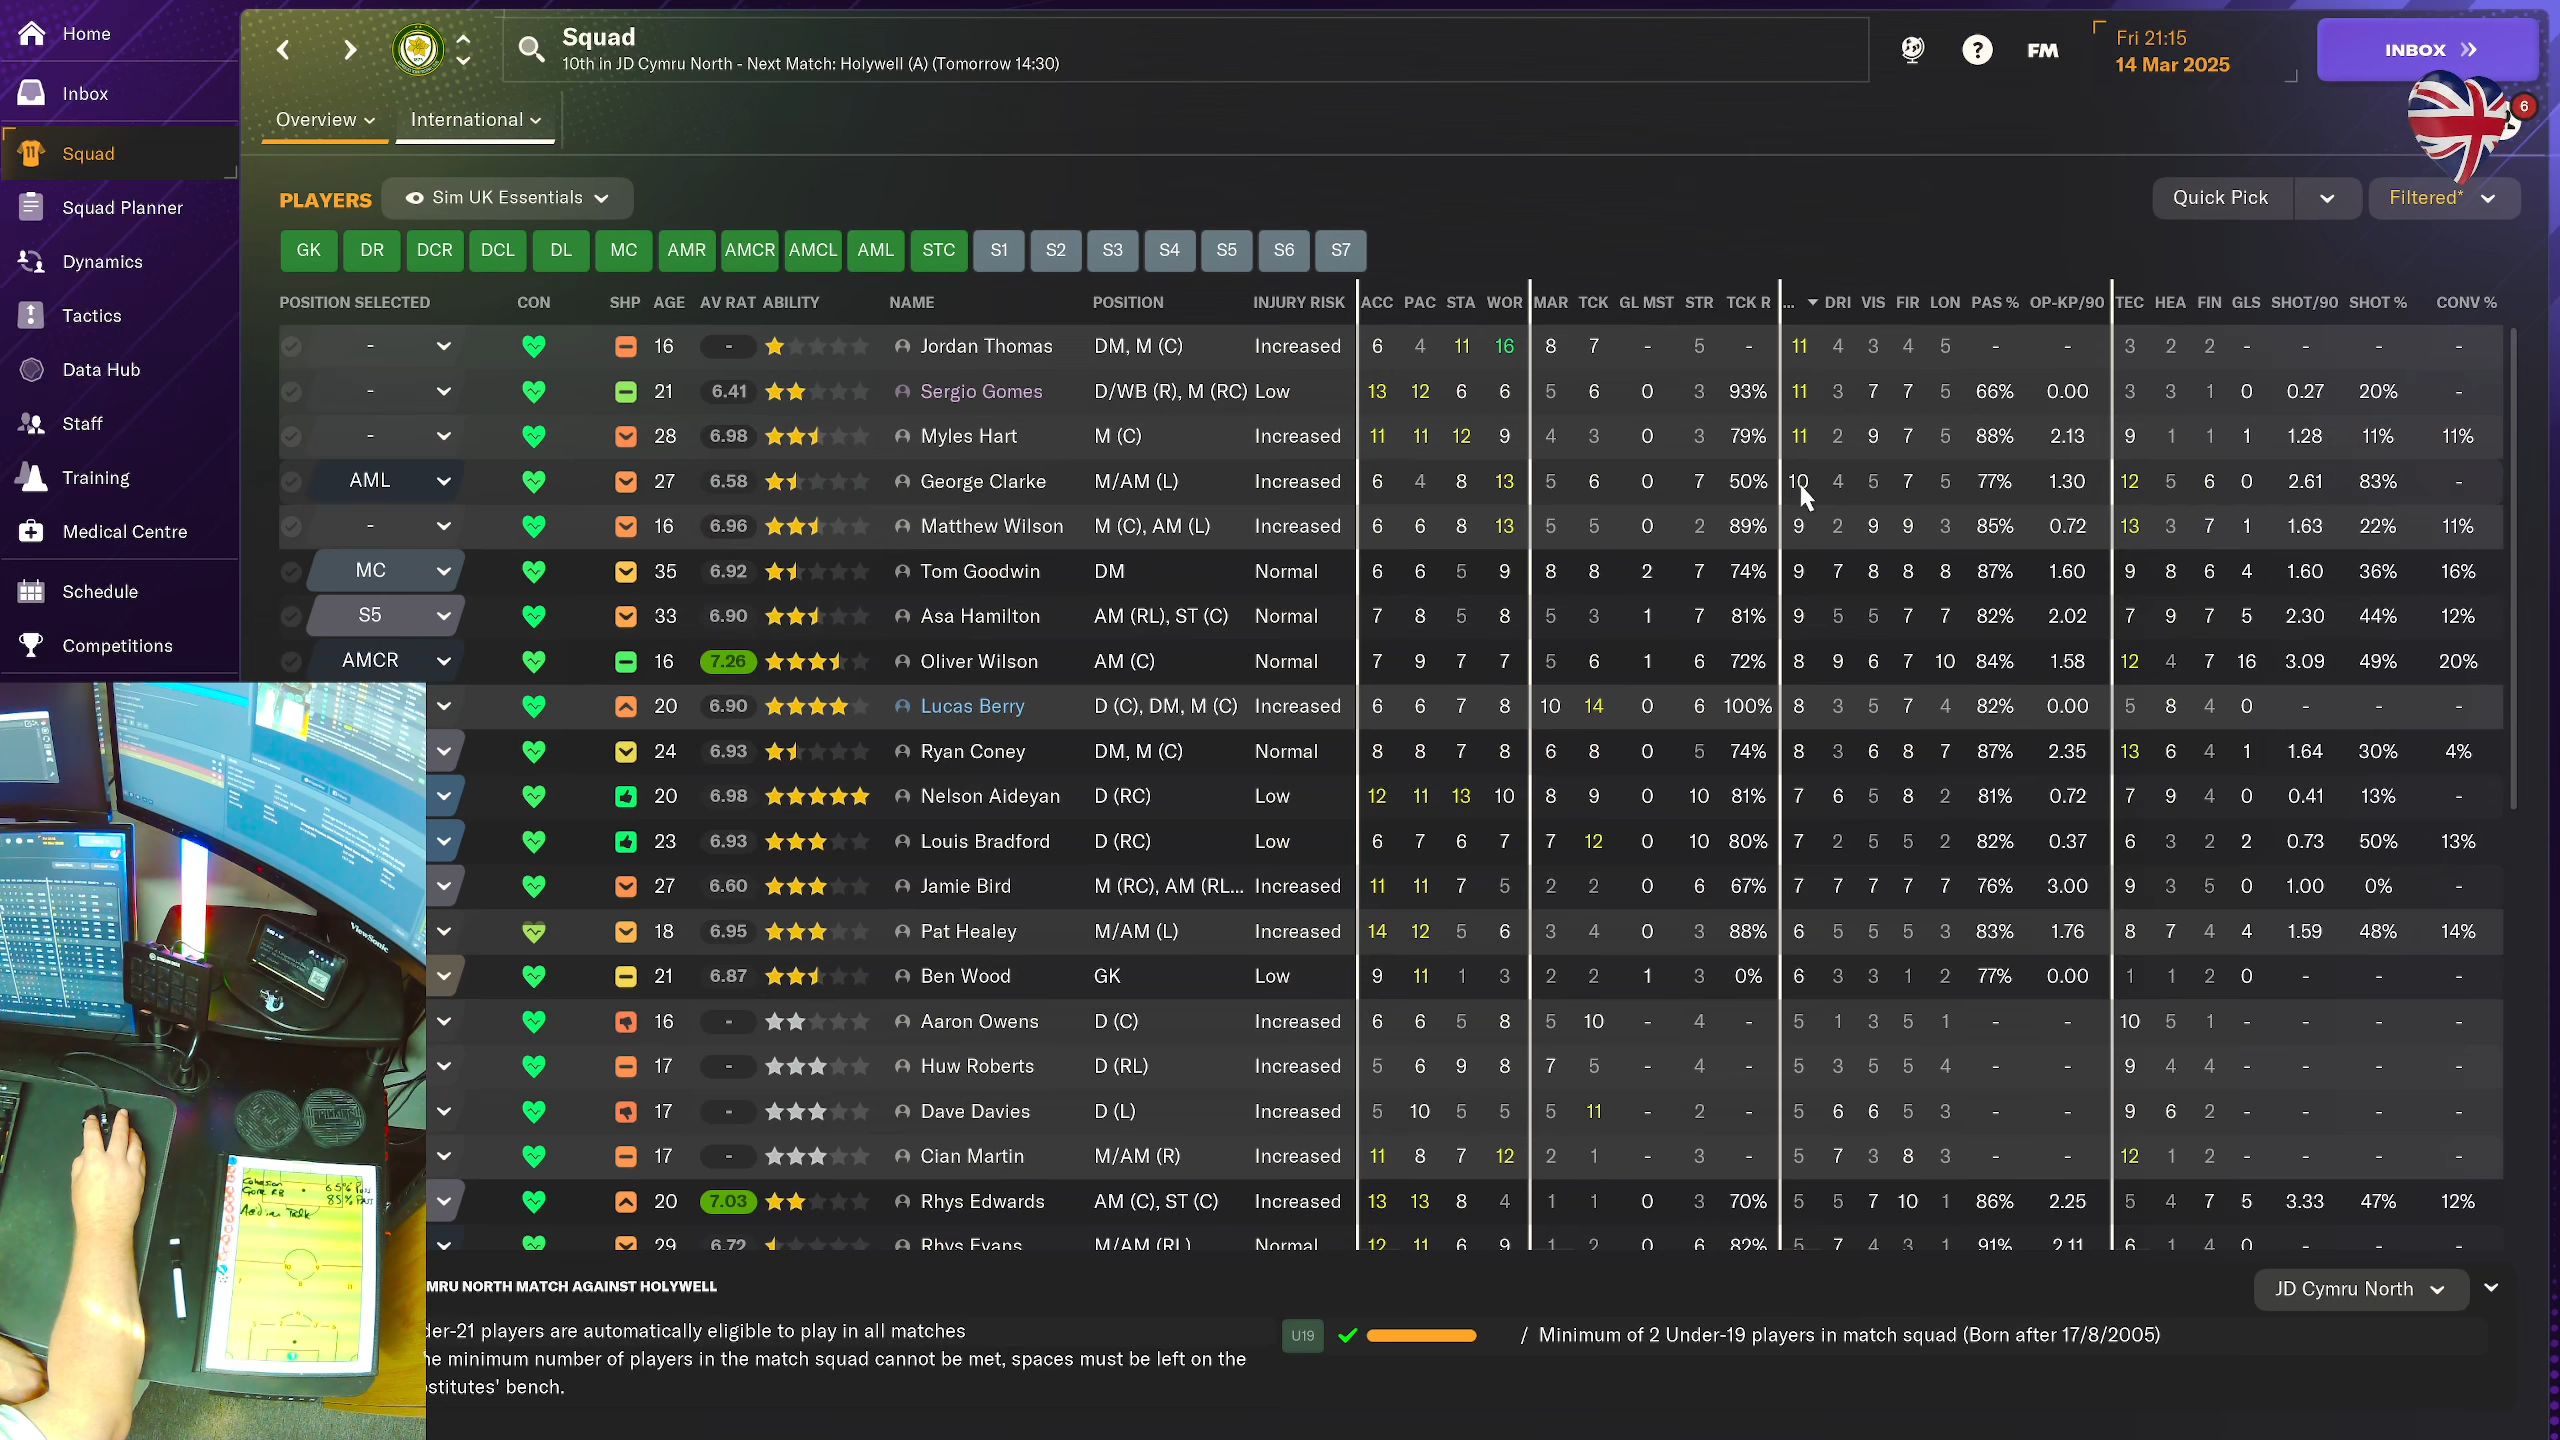 Home
Inbox
Squad
Squad Planner
Dynamics
Tactics
Data Hub
Staff
Training
Medical Centre
Schedule
Competitions
Squad
10th in JD Cymru North - Next Match: Holywell (A) (Tomorrow 14:30)
FM
Fri 21:15
14 Mar 2025
INBOX
6
Overview
International
PLAYERS
Sim UK Essentials
Quick Pick
Filtered*
GK DR DCR DCL DL MC AMR AMCR AMCL AML STC S1 S2 S3 S4 S5 S6 S7
POSITION SELECTED CON SHP AGE AV RAT ABILITY NAME POSITION INJURY RISK ACC PAC STA WOR MAR TCK GL MST STR TCK R ... DRI VIS FIR LON PAS % OP-KP/90 TEC HEA FIN GLS SHOT/90 SHOT % CONV %
- 16 - Jordan Thomas DM, M (C) Increased 6 4 11 16 8 7 - 5 - 11 4 3 4 5 - - 3 2 2 - - - -
- 21 6.41 Sergio Gomes D/WB (R), M (RC) Low 13 12 6 6 5 6 0 3 93% 11 3 7 7 5 66% 0.00 3 3 1 0 0.27 20% -
- 28 6.98 Myles Hart M (C) Increased 11 11 12 9 4 3 0 3 79% 11 2 9 7 5 88% 2.13 9 1 1 1 1.28 11% 11%
AML 27 6.58 George Clarke M/AM (L) Increased 6 4 8 13 5 6 0 7 50% 10 4 5 7 5 77% 1.30 12 5 6 0 2.61 83% -
- 16 6.96 Matthew Wilson M (C), AM (L) Increased 6 6 8 13 5 5 0 2 89% 9 2 9 9 3 85% 0.72 13 3 7 1 1.63 22% 11%
MC 35 6.92 Tom Goodwin DM Normal 6 6 5 9 8 8 2 7 74% 9 7 8 8 8 87% 1.60 9 8 6 4 1.60 36% 16%
S5 33 6.90 Asa Hamilton AM (RL), ST (C) Normal 7 8 5 8 5 3 1 7 81% 9 5 5 7 7 82% 2.02 7 9 7 5 2.30 44% 12%
AMCR 16 7.26 Oliver Wilson AM (C) Normal 7 9 7 7 5 6 1 6 72% 8 9 6 7 10 84% 1.58 12 4 7 16 3.09 49% 20%
20 6.90 Lucas Berry D (C), DM, M (C) Increased 6 6 7 8 10 14 0 6 100% 8 3 5 7 4 82% 0.00 5 8 4 0 - - -
24 6.93 Ryan Coney DM, M (C) Normal 8 8 7 8 6 8 0 5 74% 8 3 6 8 7 87% 2.35 13 6 4 1 1.64 30% 4%
20 6.98 Nelson Aideyan D (RC) Low 12 11 13 10 8 9 0 10 81% 7 6 5 8 2 81% 0.72 7 9 4 0 0.41 13% -
23 6.93 Louis Bradford D (RC) Low 6 7 6 7 7 12 0 10 80% 7 2 5 5 2 82% 0.37 6 3 2 2 0.73 50% 13%
27 6.60 Jamie Bird M (RC), AM (RL... Increased 11 11 7 5 2 2 0 6 67% 7 7 7 7 7 76% 3.00 9 3 5 0 1.00 0% -
18 6.95 Pat Healey M/AM (L) Increased 14 12 5 6 3 4 0 3 88% 6 5 5 5 3 83% 1.76 8 7 4 4 1.59 48% 14%
21 6.87 Ben Wood GK Low 9 11 1 3 2 2 1 3 0% 6 3 3 1 2 77% 0.00 1 1 2 0 - - -
16 - Aaron Owens D (C) Increased 6 6 5 8 5 10 - 4 - 5 1 3 5 1 - - 10 5 1 - - - -
17 - Huw Roberts D (RL) Increased 5 6 9 8 7 5 - 4 - 5 3 5 5 4 - - 9 4 4 - - - -
17 - Dave Davies D (L) Increased 5 10 5 5 5 11 - 2 - 5 6 6 5 3 - - 9 6 2 - - - -
17 - Cian Martin M/AM (R) Increased 11 8 7 12 2 1 - 3 - 5 7 3 8 3 - - 12 1 2 - - - -
20 7.03 Rhys Edwards AM (C), ST (C) Increased 13 13 8 4 1 1 0 3 70% 5 5 7 10 1 86% 2.25 5 4 7 5 3.33 47% 12%
29 6.72 Rhys Evans M/AM (RL) Normal 12 11 6 9 1 2 0 6 82% 5 7 4 3 1 91% 2.11 6 1 4 0 - - -
MRU NORTH MATCH AGAINST HOLYWELL
JD Cymru North
der-21 players are automatically eligible to play in all matches
he minimum number of players in the match squad cannot be met, spaces must be left on the
stitutes' bench.
U19 / Minimum of 2 Under-19 players in match squad (Born after 17/8/2005)
ViewSonic
Cohesion
65%
85%